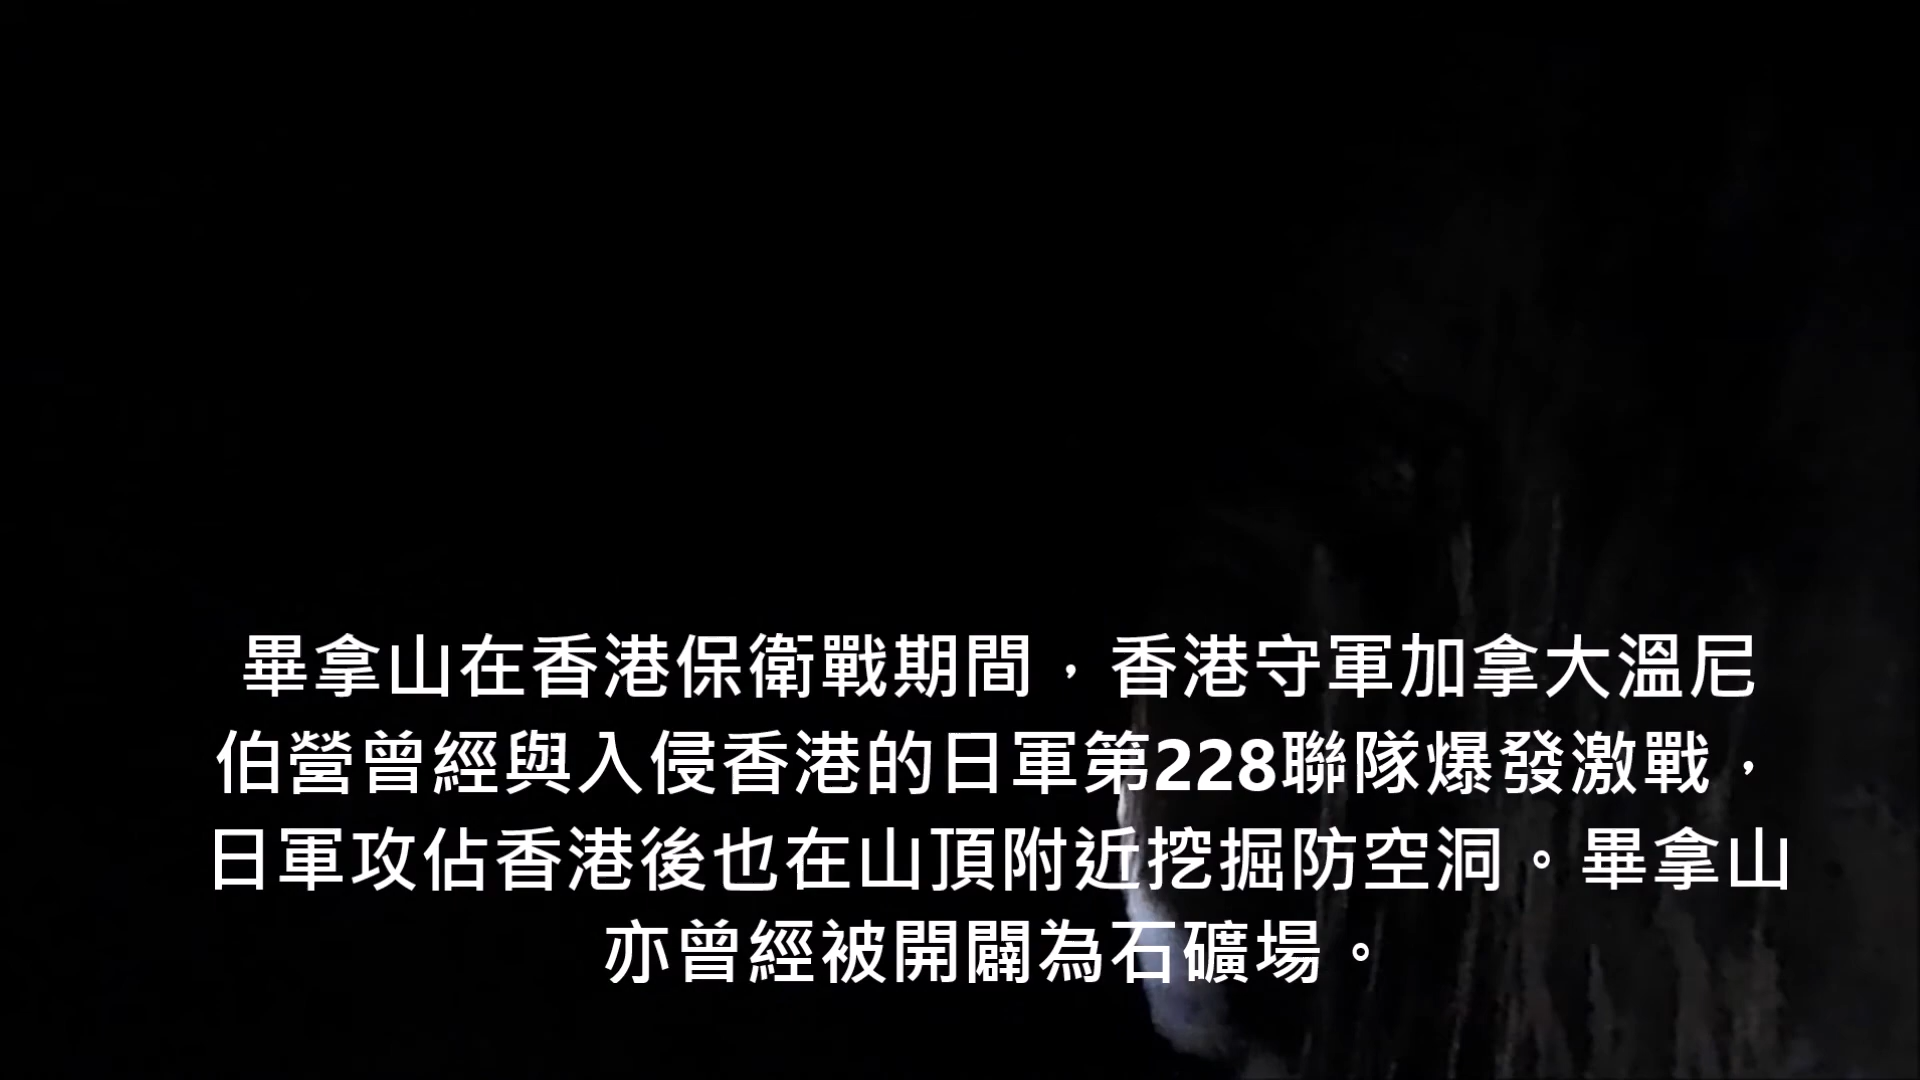 畢拿山在香港保衛戰期間，香港守軍加拿大溫尼
伯營曾經與入侵香港的日軍第228聯隊爆發激戰，
日軍攻佔香港後也在山頂附近挖掘防空洞。畢拿山
亦曾經被開闢為石礦場。